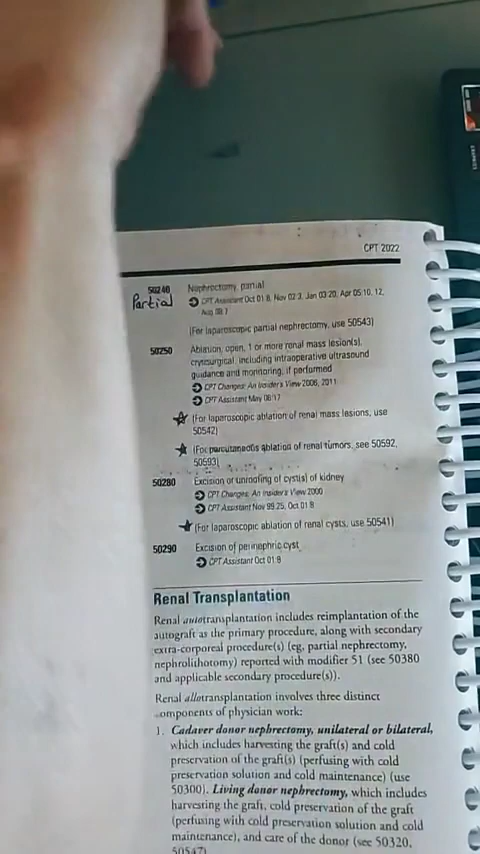 CPT 2022
50240 Nephrectomy, partial
Partial
CPT Assistant Oct 01:8, Nov 02:3, Jan 03:20, Apr 05:10, 12,
Aug 08:7
(For laparoscopic partial nephrectomy, use 50543)
50250 Ablation, open, 1 or more renal mass lesion(s),
cryosurgical, including intraoperative ultrasound
guidance and monitoring, if performed
CPT Changes: An Insider's View 2006, 2011
CPT Assistant May 06:17
(For laparoscopic ablation of renal mass lesions, use
50542)
(For percutaneous ablation of renal tumors, see 50592,
50593)
50280 Excision or unroofing of cyst(s) of kidney
CPT Changes: An Insider's View 2000
CPT Assistant Nov 99:25, Oct 01:8
(For laparoscopic ablation of renal cysts, use 50541)
50290 Excision of perinephric cyst
CPT Assistant Oct 01:8
Renal Transplantation
Renal autotransplantation includes reimplantation of the
autograft as the primary procedure, along with secondary
extra-corporeal procedure(s) (eg, partial nephrectomy,
nephrolithotomy) reported with modifier 51 (see 50380
and applicable secondary procedure(s)).
Renal allotransplantation involves three distinct
components of physician work:
1. Cadaver donor nephrectomy, unilateral or bilateral,
which includes harvesting the graft(s) and cold
preservation of the graft(s) (perfusing with cold
preservation solution and cold maintenance) (use
50300). Living donor nephrectomy, which includes
harvesting the graft, cold preservation of the graft
(perfusing with cold preservation solution and cold
maintenance), and care of the donor (see 50320,
50547)